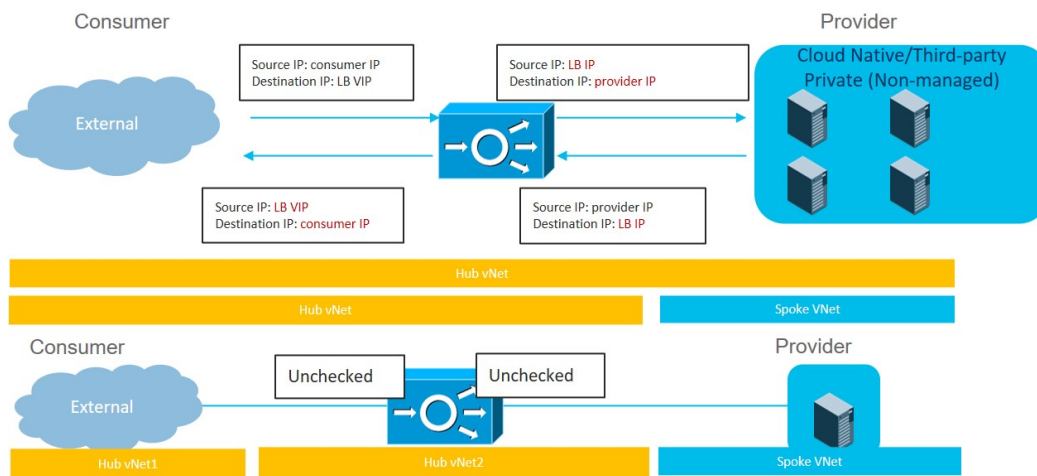 Consumer
Provider
Source IP: consumer IP
Destination IP: LB VIP
Source IP: LB IP
Destination IP: provider IP
Cloud Native/Third-party
Private (Non-managed)
External
Source IP: LB VIP
Destination IP: consumer IP
Source IP: provider IP
Destination IP: LB IP
Hub vNet
Hub vNet
Spoke VNet
Consumer
Provider
Unchecked
Unchecked
External
Hub vNet1
Hub vNet2
Spoke VNet